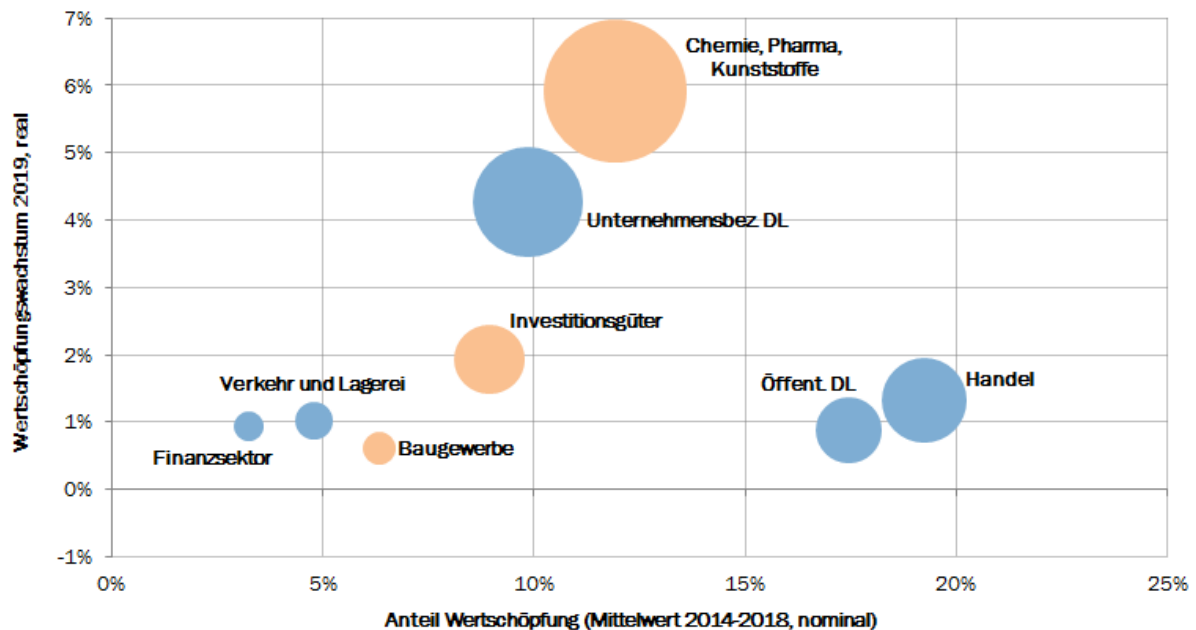 7%
6%
5%
4%
3%
2%
1%
0%
-1%
Wertschöpfungswachstum 2019, real
Chemie, Pharma,
Kunststoffe
Unternehmensbez. DL
Investitionsgüter
Verkehr und Lagerei
Finanzsektor
Baugewerbe
Öffent. DL
Handel
0%
5%
10%
15%
20%
25%
Anteil Wertschöpfung (Mittelwert 2014-2018, nominal)